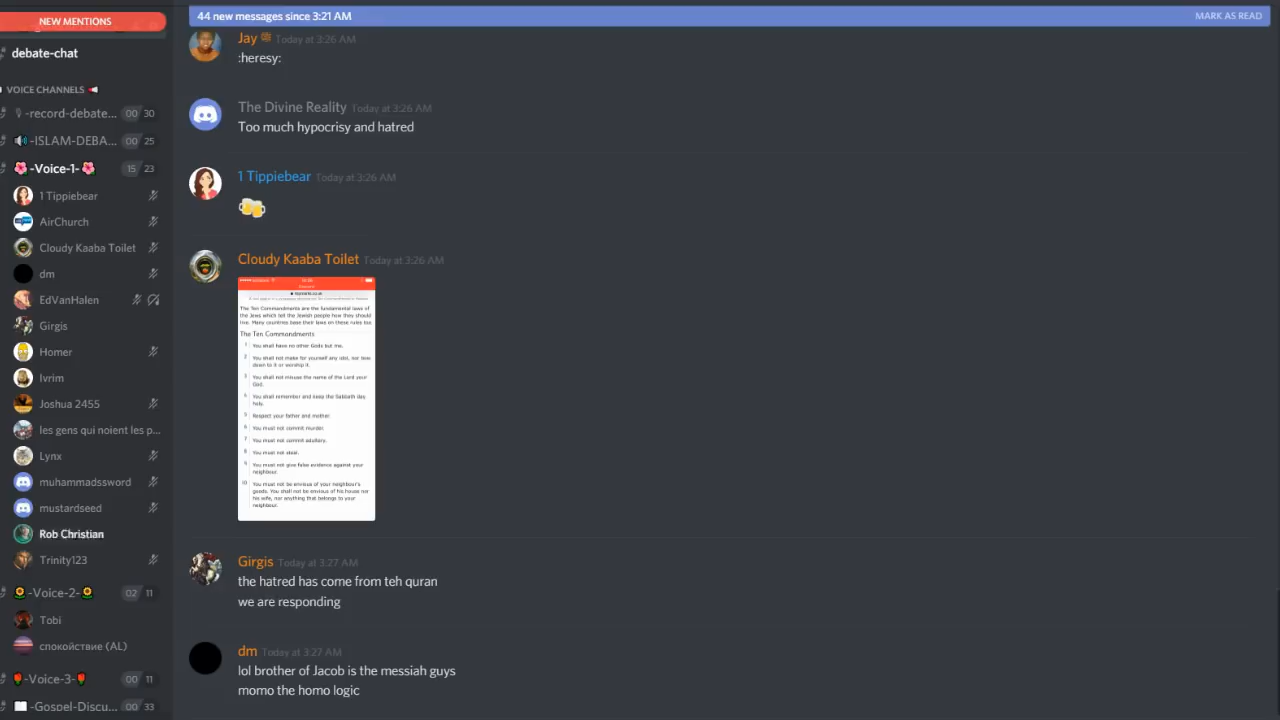 NEW MENTIONS
debate-chat
VOICE CHANNELS
-record-debate... 00 30
-ISLAM-DEBA... 00 25
-Voice-1- 15 23
1 Tippiebear
AirChurch
Cloudy Kaaba Toilet
dm
EdVanHalen
Girgis
Homer
Ivrim
Joshua 2455
les gens qui noient les p...
Lynx
muhammadssword
mustardseed
Rob Christian
Trinity123
-Voice-2- 02 11
Tobi
спокойствие (AL)
-Voice-3- 00 11
-Gospel-Discu... 00 33
44 new messages since 3:21 AM MARK AS READ
Jay Today at 3:26 AM
:heresy:
The Divine Reality Today at 3:26 AM
Too much hypocrisy and hatred
1 Tippiebear Today at 3:26 AM
Cloudy Kaaba Toilet Today at 3:26 AM
The Ten Commandments are the fundamental laws of
the Jews which tell the Jewish people how they should
live. Many countries base their laws on these rules too
The Ten Commandments
1 You shall have no other Gods but me.
2 You shall not make for yourself any idol, nor bow
down to it or worship it.
3 You shall not misuse the name of the Lord your
God.
You shall remember and keep the Sabbath day
holy.
5 Respect your father and mother.
6 You must not commit murder.
7 You must not commit adultery.
8 You must not steal.
9 You must not give false evidence against your
neighbour.
10 You must not be envious of your neighbour's
goods. You shall not be envious of his house nor
his wife, nor anything that belongs to your
neighbour.
Girgis Today at 3:27 AM
the hatred has come from teh quran
we are responding
dm Today at 3:27 AM
lol brother of Jacob is the messiah guys
momo the homo logic